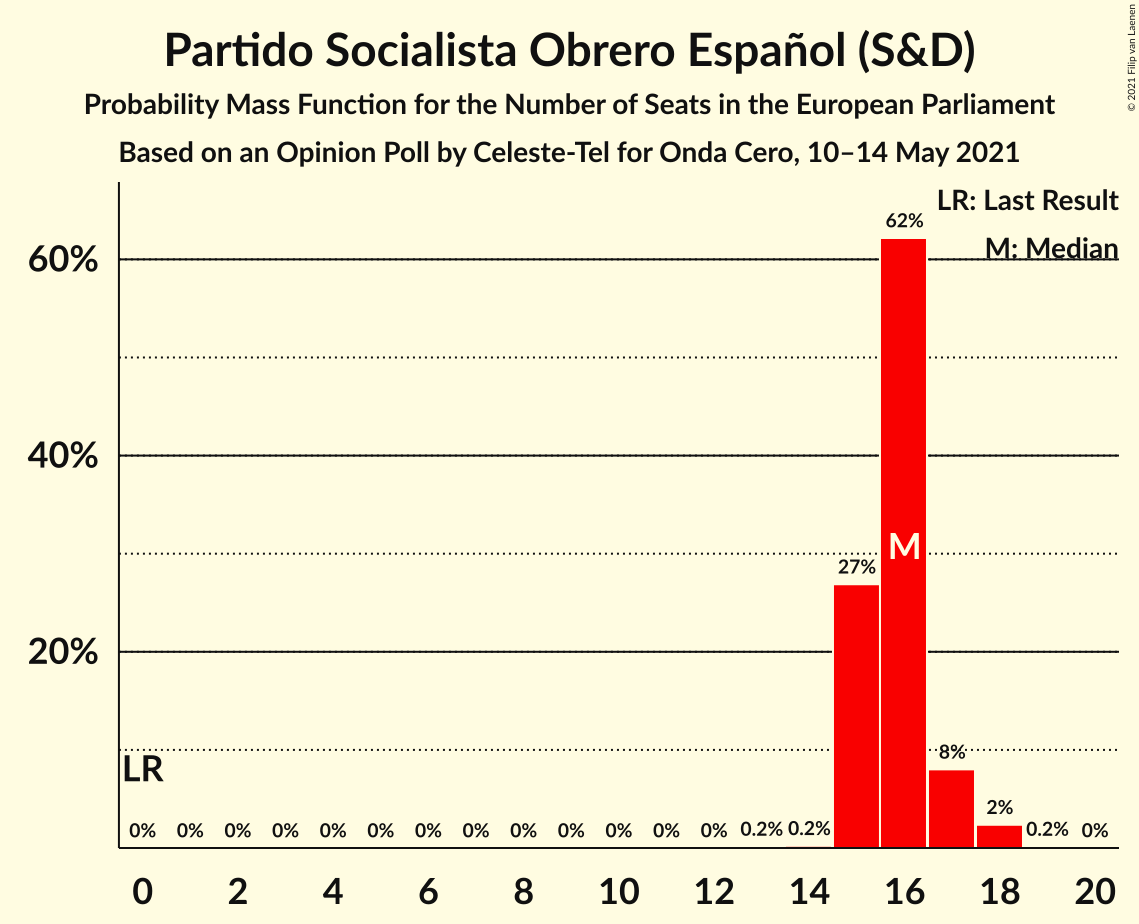 Partido Socialista Obrero Español (S&D)
Probability Mass Function for the Number of Seats in the European Parliament
Based on an Opinion Poll by Celeste-Tel for Onda Cero, 10–14 May 2021
© 2021 Filip van Laenen
LR: Last Result
M: Median
60%
40%
20%
62%
M
27%
8%
2%
LR
0% 0% 0% 0% 0% 0% 0% 0% 0% 0% 0% 0% 0% 0.2% 0.2% 0.2% 0%
0 2 4 6 8 10 12 14 16 18 20